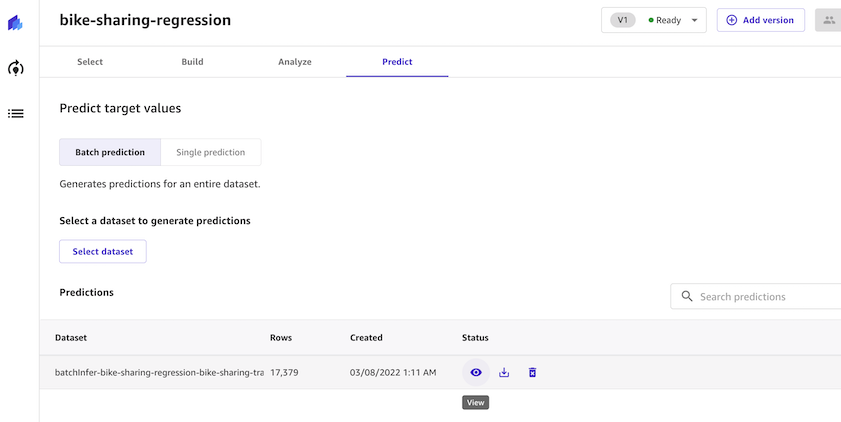 bike-sharing-regression
V1 Ready Add version
Select Build Analyze Predict
Predict target values
Batch prediction Single prediction
Generates predictions for an entire dataset.
Select a dataset to generate predictions
Select dataset
Predictions
Search predictions
Dataset Rows Created Status
batchInfer-bike-sharing-regression-bike-sharing-tra 17,379 03/08/2022 1:11 AM
View